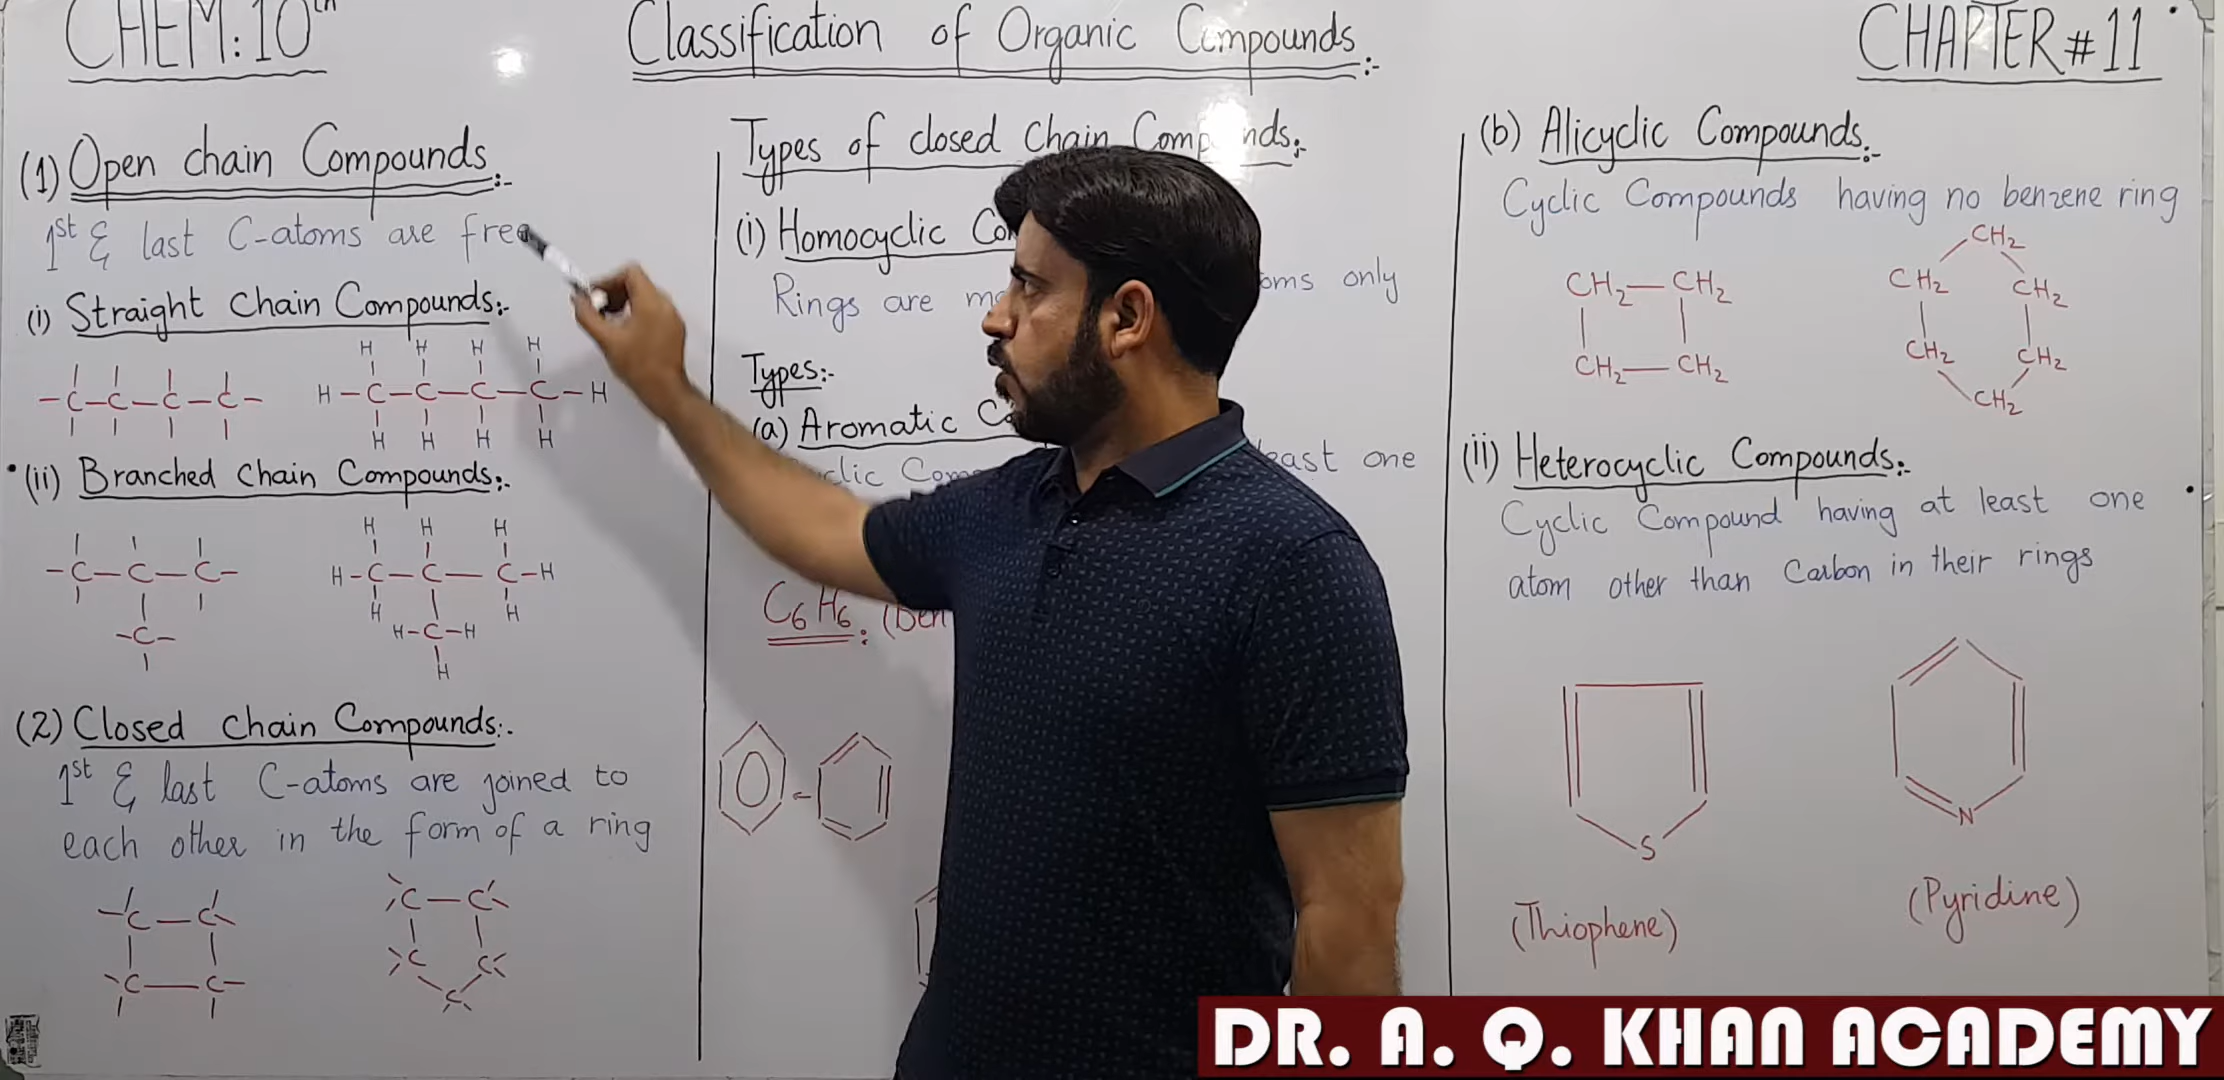 CHEM:10th
Classification of Organic Compounds:-
CHAPTER # 11
(1) Open chain Compounds:-
1st & last C-atoms are free
(i) Straight Chain Compounds:-
H H H H
-C-C-C-C- H-C-C-C-C-H
H H H H
(ii) Branched Chain Compounds:-
H H H
-C-C-C- H-C-C-C-H
H H
-C- H-C-H
H
(2) Closed Chain Compounds:-
1st & last C-atoms are joined to
each other in the form of a ring
C-C C-C
C-C C C
C
Types of closed Chain
(i) Homocyclic
Rings are only
Types:-
(a) Aromatic
least one
C6H6:
(b) Alicyclic Compounds:-
Cyclic Compounds having no benzene ring
CH2
CH2-CH2 CH2 CH2
CH2-CH2 CH2 CH2
CH2
(ii) Heterocyclic Compounds:-
Cyclic Compound having at least one
atom other than Carbon in their rings
S N
(Thiophene) (Pyridine)
DR. A. Q. KHAN ACADEMY